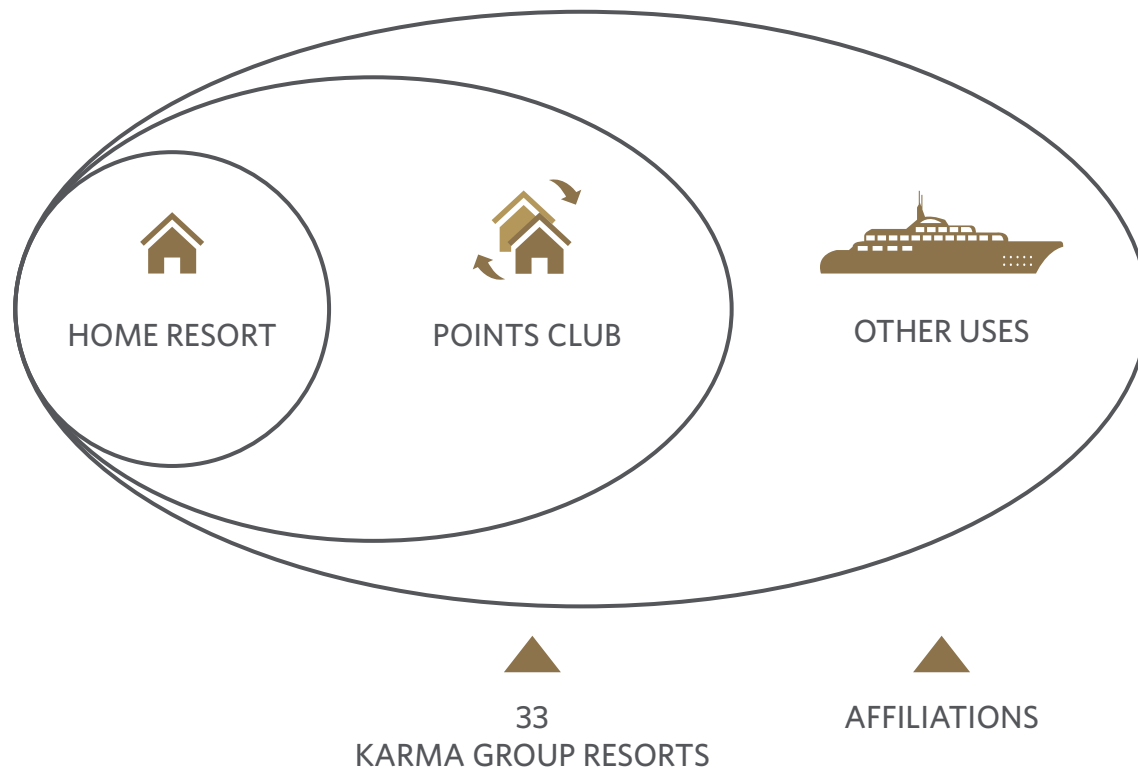 HOME RESORT
POINTS CLUB
OTHER USES
33
KARMA GROUP RESORTS
AFFILIATIONS